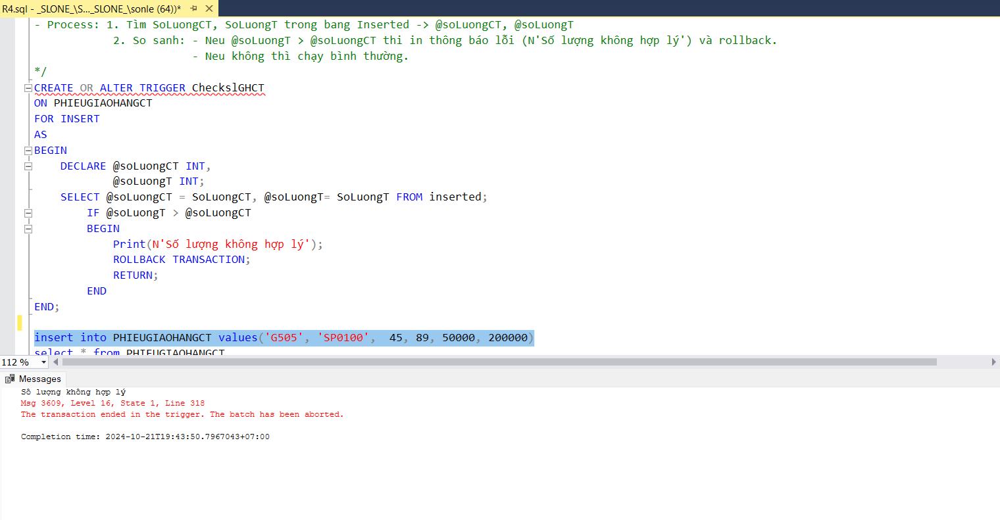 R4.sql - _SLONE_\S..._SLONE_\sonle (64))*
- Process: 1. Tìm SoLuongCT, SoLuongT trong bang Inserted -> @soLuongCT, @soLuongT
2. So sanh: - Neu @soLuongT > @soLuongCT thi in thông báo lỗi (N'Số lượng không hợp lý') và rollback.
- Neu không thì chạy bình thường.
*/
CREATE OR ALTER TRIGGER CheckslGHCT
ON PHIEUGIAOHANGCT
FOR INSERT
AS
BEGIN
DECLARE @soLuongCT INT,
@soLuongT INT;
SELECT @soLuongCT = SoLuongCT, @soLuongT= SoLuongT FROM inserted;
IF @soLuongT > @soLuongCT
BEGIN
Print(N'Số lượng không hợp lý');
ROLLBACK TRANSACTION;
RETURN;
END
END;
insert into PHIEUGIAOHANGCT values('G505', 'SP0100',  45, 89, 50000, 200000)
select * from PHIEUGIAOHANGCT
112 %
Messages
Số lượng không hợp lý
Msg 3609, Level 16, State 1, Line 318
The transaction ended in the trigger. The batch has been aborted.
Completion time: 2024-10-21T19:43:50.7967043+07:00